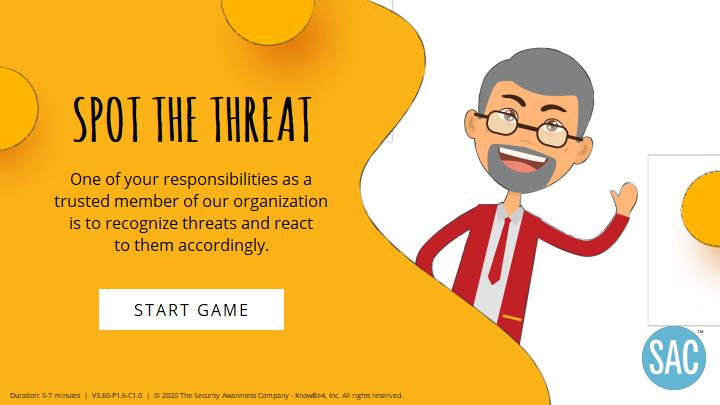 SPOT THE THREAT
One of your responsibilities as a
trusted member of our organization
is to recognize threats and react
to them accordingly.
START GAME
SAC™
Duration: 5-7 minutes | V3.60-P1.6-C1.0 | © 2020 The Security Awareness Company - KnowBe4, Inc. All rights reserved.